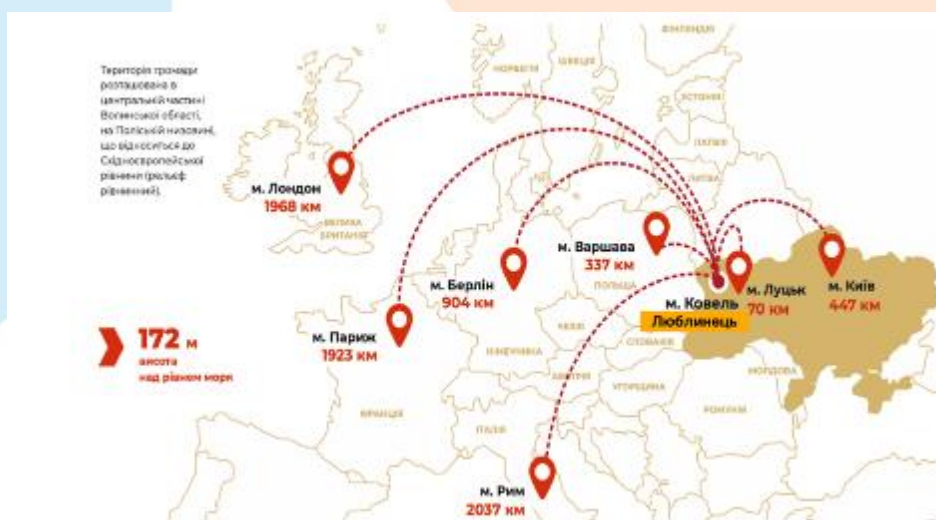 Територія громади
розташована в
центральній частині
Волинської області,
на Поліській низовині,
що відноситься до
Східноєвропейської
рівнини (рельєф
рівнинний).
172 м
висота
над рівнем моря
м. Лондон
1968 км
м. Париж
1923 км
м. Берлін
904 км
м. Варшава
337 км
м. Рим
2037 км
м. Ковель
Люблинець
м. Луцьк
70 км
м. Київ
447 км
ФІНЛЯНДІЯ
НОРВЕГІЯ
ШВЕЦІЯ
ЕСТОНІЯ
ЛАТВІЯ
ЛИТВА
ВЕЛИКА
БРИТАНІЯ
ПОЛЬЩА
ЧЕХІЯ
НІМЕЧЧИНА
СЛОВАКІЯ
АВСТРІЯ
УГОРЩИНА
МОЛДОВА
РУМУНІЯ
ФРАНЦІЯ
ІТАЛІЯ